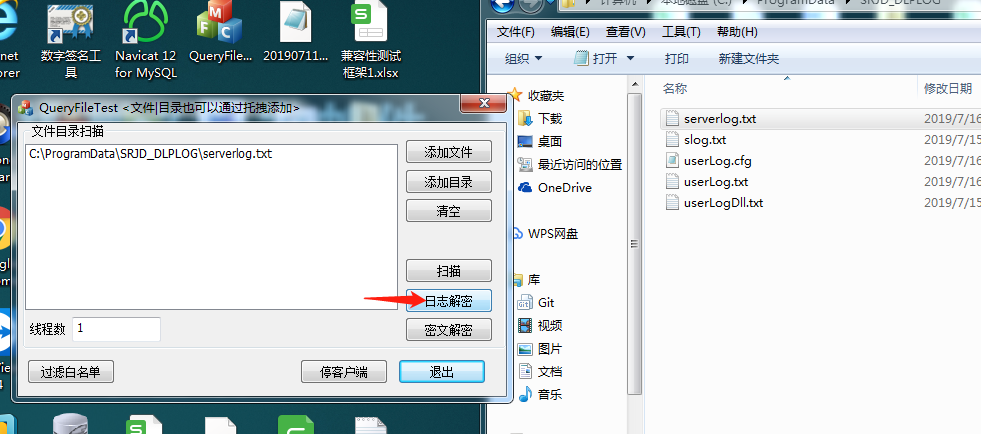 数字签名工
具
Navicat 12
for MySQL
QueryFile...
20190711...
兼容性测试
框架1.xlsx
QueryFileTest <文件|目录也可以通过托拽添加>
文件目录扫描
C:\ProgramData\SRJD_DLPLOG\serverlog.txt
添加文件
添加目录
清空
扫描
日志解密
密文解密
线程数 1
过滤白名单
停客户端
退出
计算机
本地磁盘 (C:)
ProgramData
SRJD_DLPLOG
文件(F) 编辑(E) 查看(V) 工具(T) 帮助(H)
组织 打开 打印 新建文件夹
收藏夹
下载
桌面
最近访问的位置
OneDrive
WPS网盘
库
Git
视频
图片
文档
音乐
名称 修改日期
serverlog.txt 2019/7/16
slog.txt 2019/7/15
userLog.cfg 2019/7/16
userLog.txt 2019/7/16
userLogDll.txt 2019/7/15